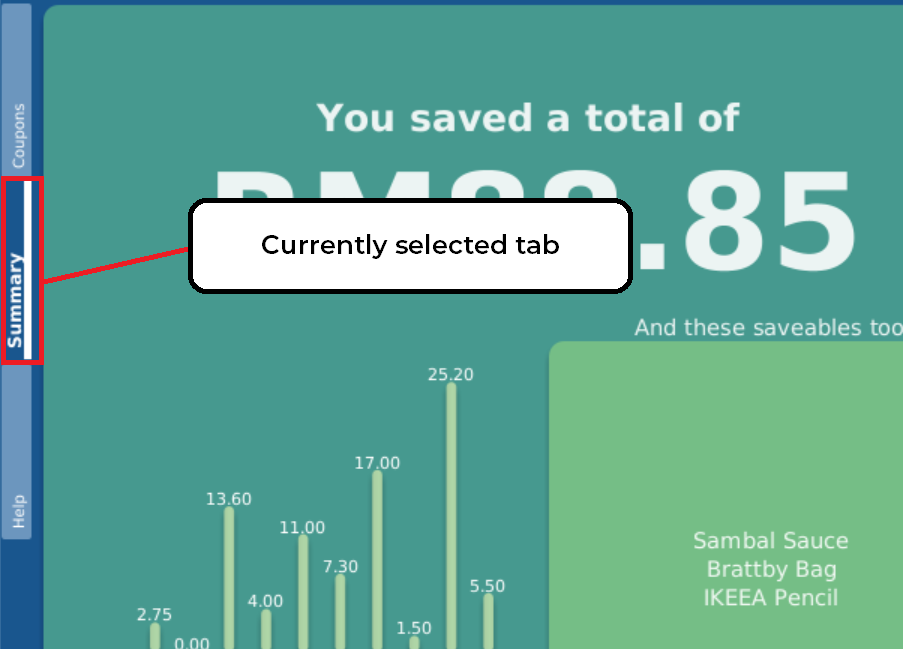 Coupons
Summary
Help
You saved a total of
.85
Currently selected tab
And these saveables too
25.20
17.00
13.60
11.00
7.30
5.50
4.00
2.75
1.50
0.00
Sambal Sauce
Brattby Bag
IKEEA Pencil